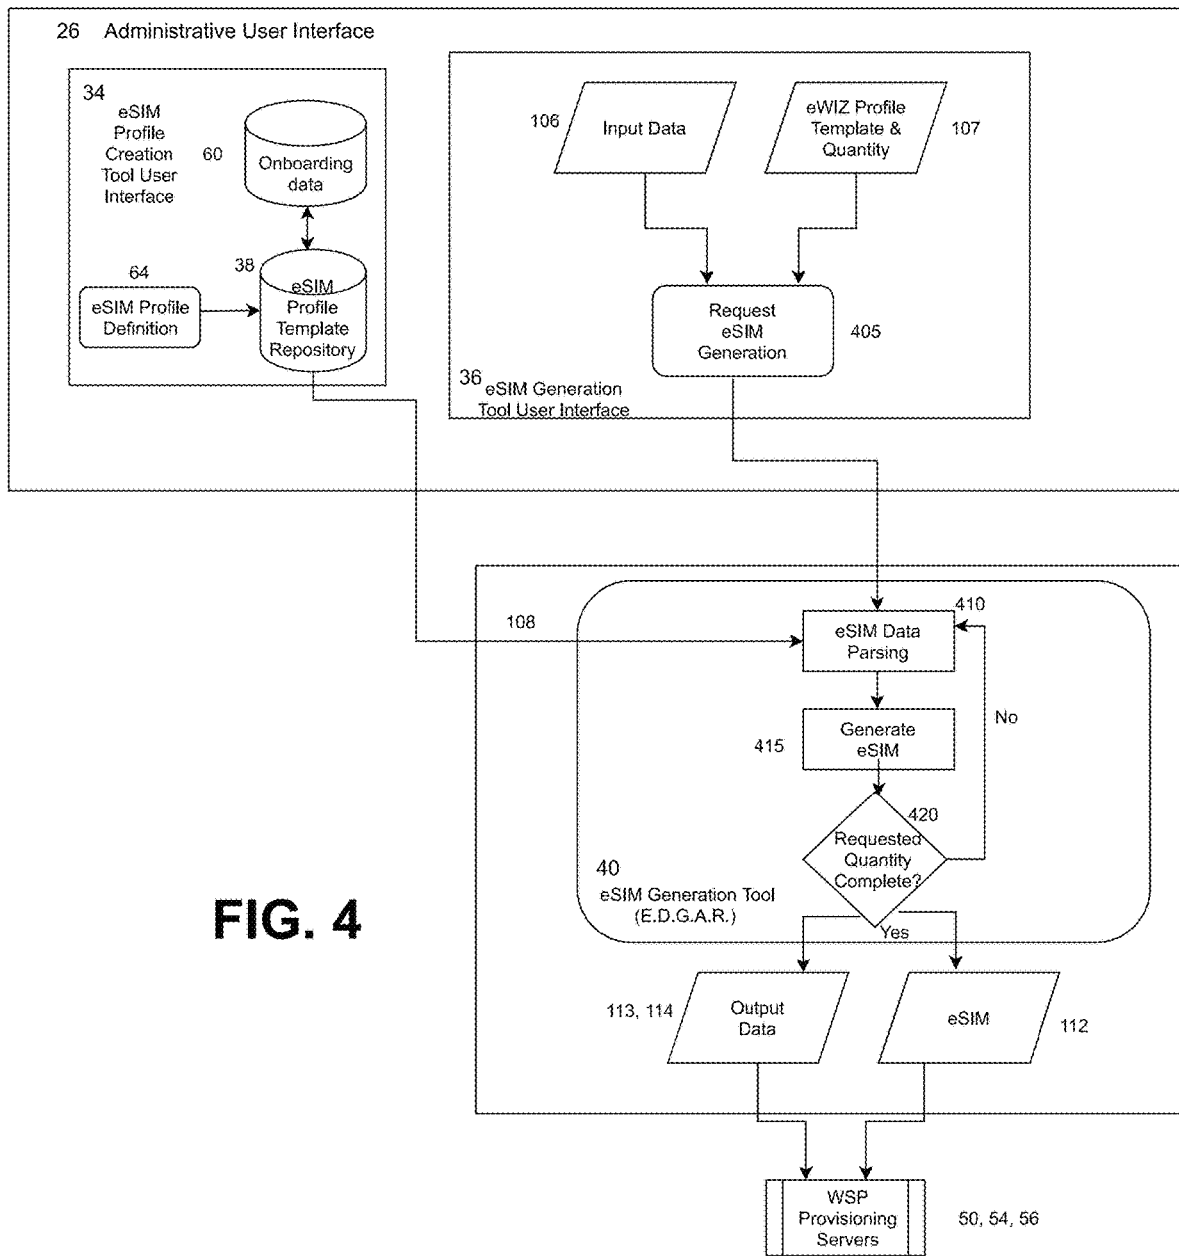 26 Administrative User Interface
34
eSIM
Profile
Creation
Tool User
Interface
60
Onboarding
data
64
eSIM Profile
Definition
38
eSIM
Profile
Template
Repository
106
Input Data
eWIZ Profile
Template &
Quantity
107
Request
eSIM
Generation
405
36 eSIM Generation
Tool User Interface
108
410
eSIM Data
Parsing
No
415
Generate
eSIM
420
Requested
Quantity
Complete?
40
eSIM Generation Tool
(E.D.G.A.R.)
Yes
FIG. 4
113, 114
Output
Data
eSIM
112
WSP
Provisioning
Servers
50, 54, 56